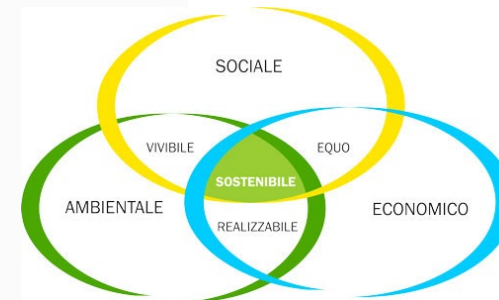 SOCIALE
VIVIBILE
EQUO
SOSTENIBILE
AMBIENTALE
ECONOMICO
REALIZZABILE